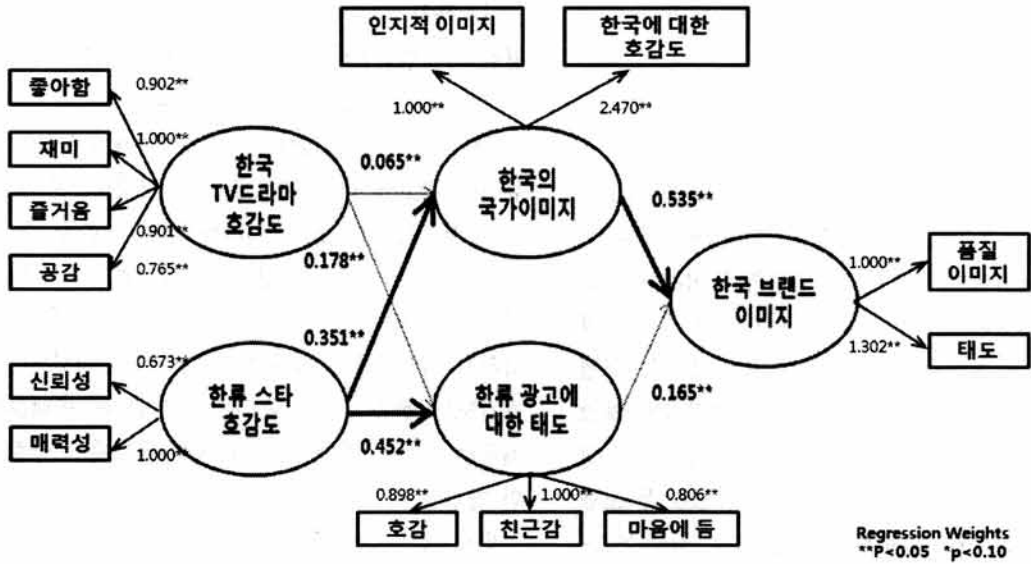 인지적 이미지
한국에 대한
호감도
좋아함
0.902**
1.000**
2.470**
재미
1.000**
한국
TV드라마
호감도
0.065**
한국의
국가이미지
즐거움
0.901**
0.535**
공감
0.765**
0.178**
한국 브랜드
이미지
1.000**
품질
이미지
0.351**
1.302**
태도
신뢰성
0.673**
한류 스타
호감도
한류 광고에
대한 태도
0.165**
매력성
1.000**
0.452**
0.898**
1.000**
0.806**
호감
친근감
마음에 듬
Regression Weights
**P<0.05 *p<0.10